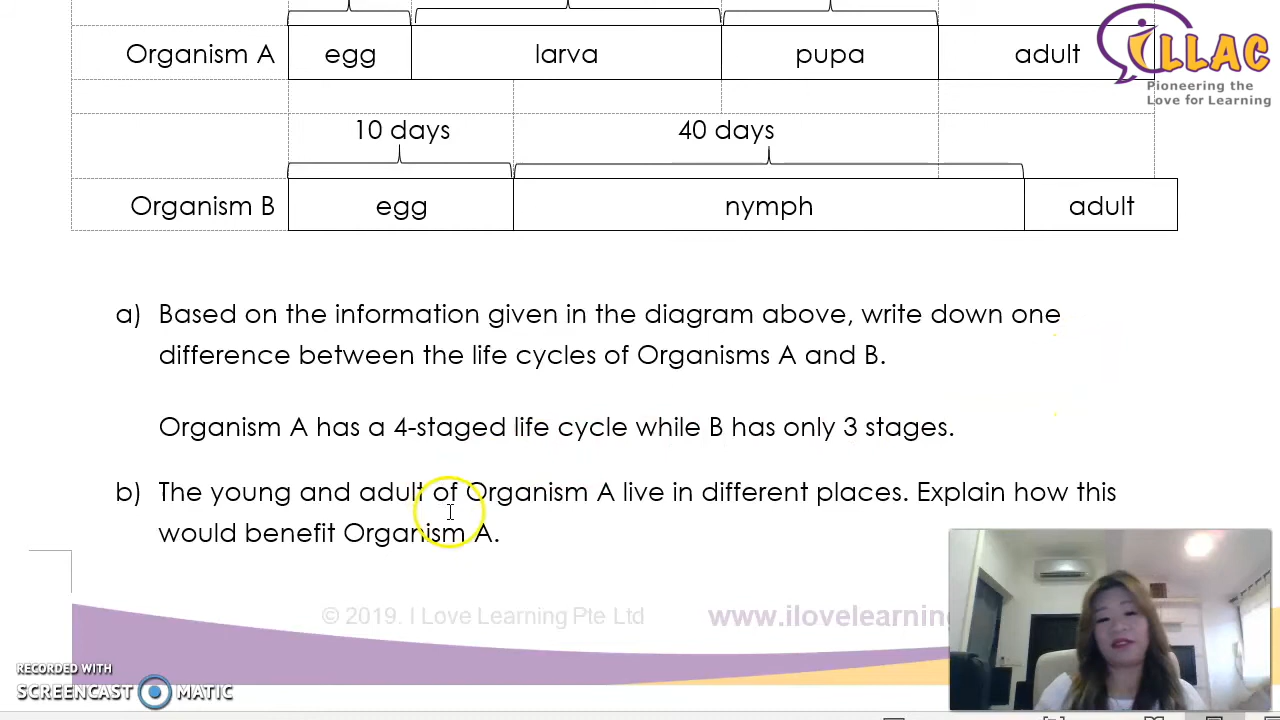 Organism A egg larva pupa adult
iLLAC
Pioneering the
Love for Learning
10 days 40 days
Organism B egg nymph adult
a) Based on the information given in the diagram above, write down one
difference between the life cycles of Organisms A and B.
Organism A has a 4-staged life cycle while B has only 3 stages.
b) The young and adult of Organism A live in different places. Explain how this
would benefit Organism A.
© 2019. I Love Learning Pte Ltd www.ilovelearning
RECORDED WITH
SCREENCAST MATIC